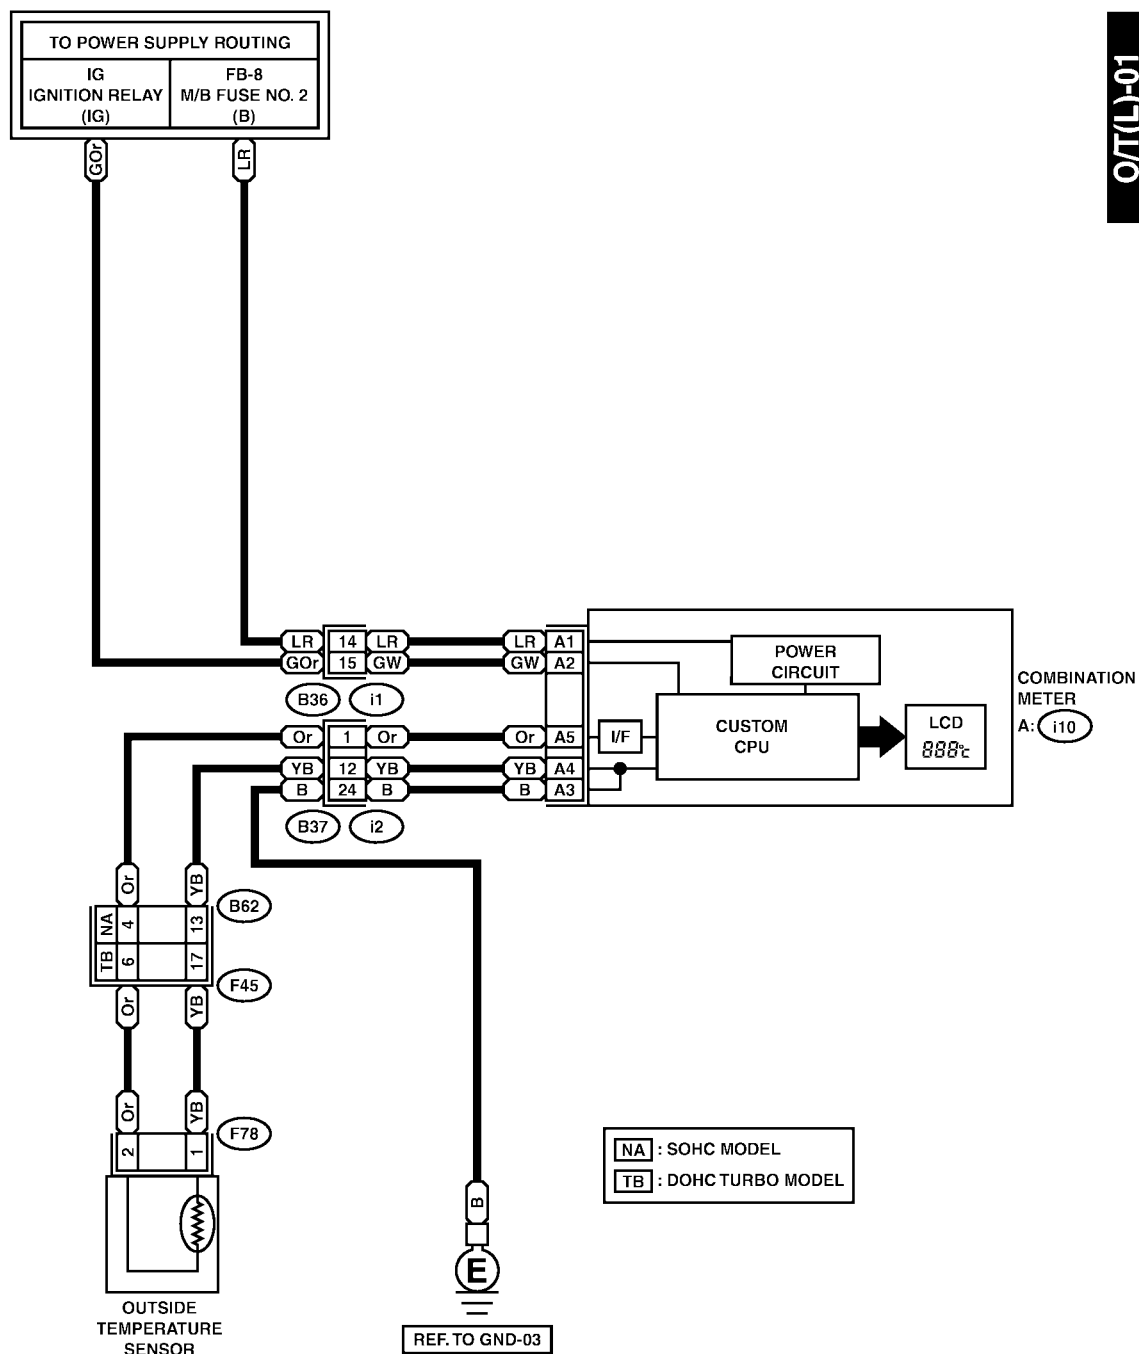 O/T(L)-01
TO POWER SUPPLY ROUTING
IG
IGNITION RELAY
(IG)
FB-8
M/B FUSE NO. 2
(B)
GOr
LR
LR 14 LR LR A1
GOr 15 GW GW A2
B36 i1
Or 1 Or Or A5
YB 12 YB YB A4
B 24 B B A3
B37 i2
POWER
CIRCUIT
I/F
CUSTOM
CPU
LCD
888°c
COMBINATION
METER
A: i10
Or YB
B62
NA 4 13
TB 6 17
F45
Or YB
Or YB
F78
2 1
OUTSIDE
TEMPERATURE
SENSOR
B
E
REF. TO GND-03
NA : SOHC MODEL
TB : DOHC TURBO MODEL